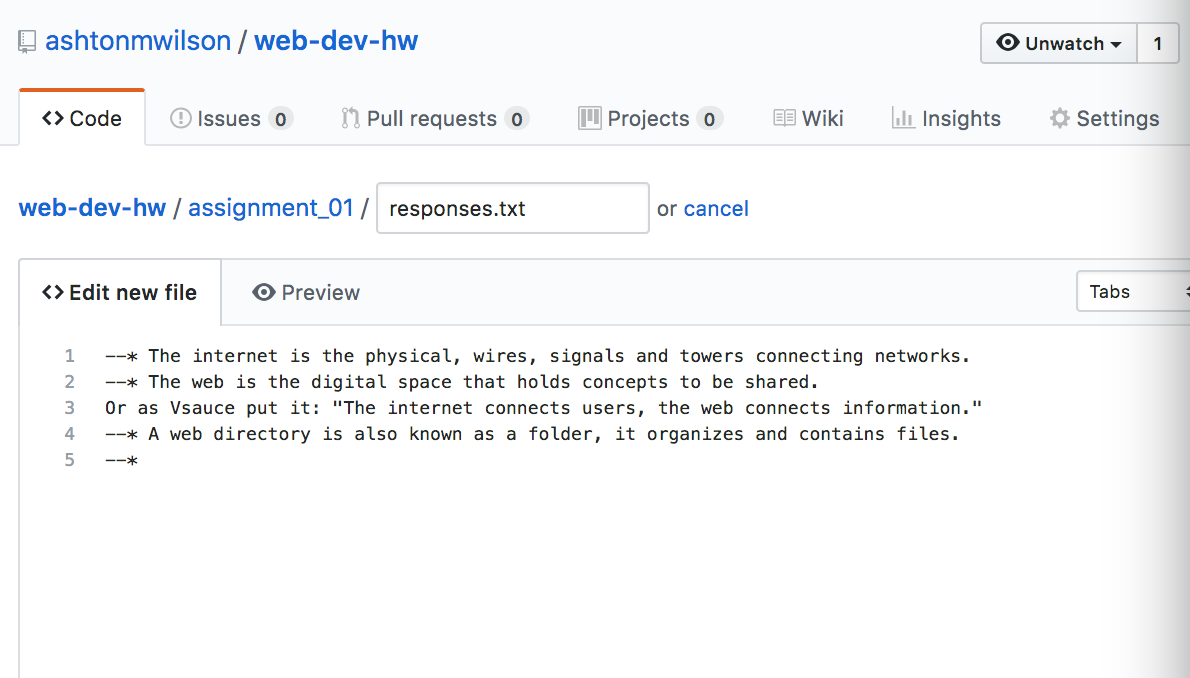 ashtonmwilson / web-dev-hw
Unwatch 1
Code Issues 0 Pull requests 0 Projects 0 Wiki Insights Settings
web-dev-hw / assignment_01 / responses.txt or cancel
Edit new file Preview Tabs
1 --* The internet is the physical, wires, signals and towers connecting networks.
2 --* The web is the digital space that holds concepts to be shared.
3 Or as Vsauce put it: "The internet connects users, the web connects information."
4 --* A web directory is also known as a folder, it organizes and contains files.
5 --*